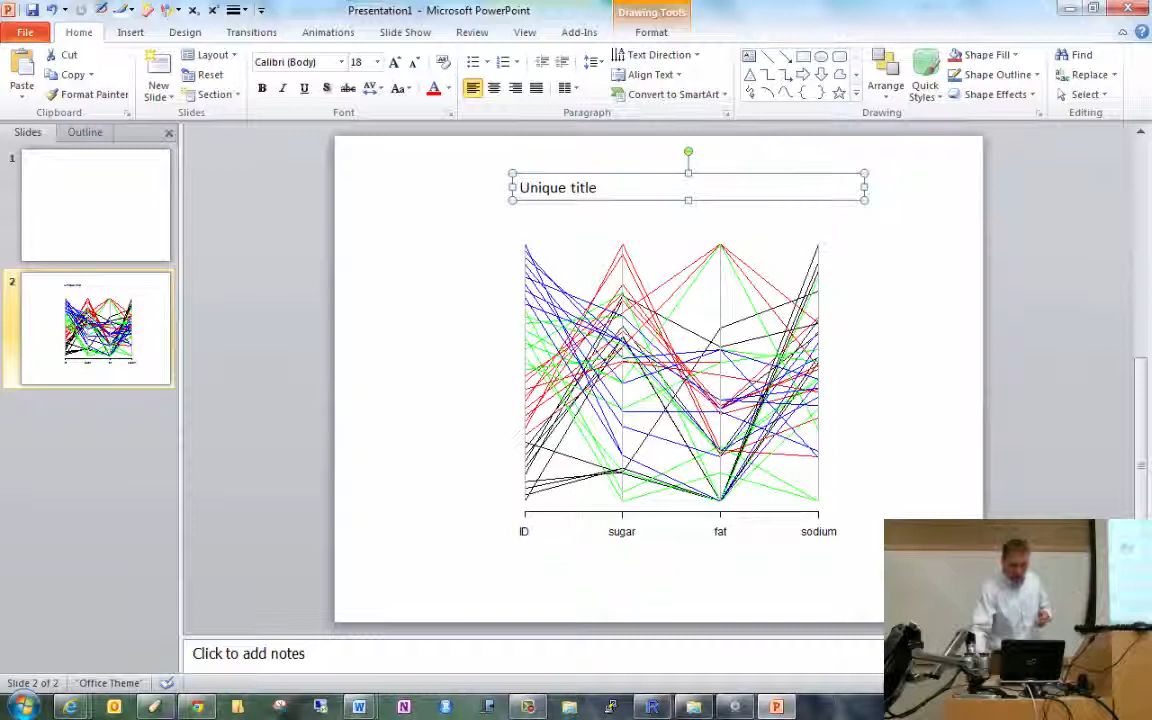 Presentation1 - Microsoft PowerPoint
Drawing Tools
File Home Insert Design Transitions Animations Slide Show Review View Add-Ins Format
Paste
Cut
Copy
Format Painter
Clipboard
New Slide
Layout
Reset
Section
Slides
Calibri (Body) 18
B I U S abc AV Aa A
Font
Text Direction
Align Text
Convert to SmartArt
Paragraph
Arrange
Quick Styles
Shape Fill
Shape Outline
Shape Effects
Drawing
Find
Replace
Select
Editing
Slides Outline
1
2
Unique title
ID sugar fat sodium
Click to add notes
Slide 2 of 2 "Office Theme"